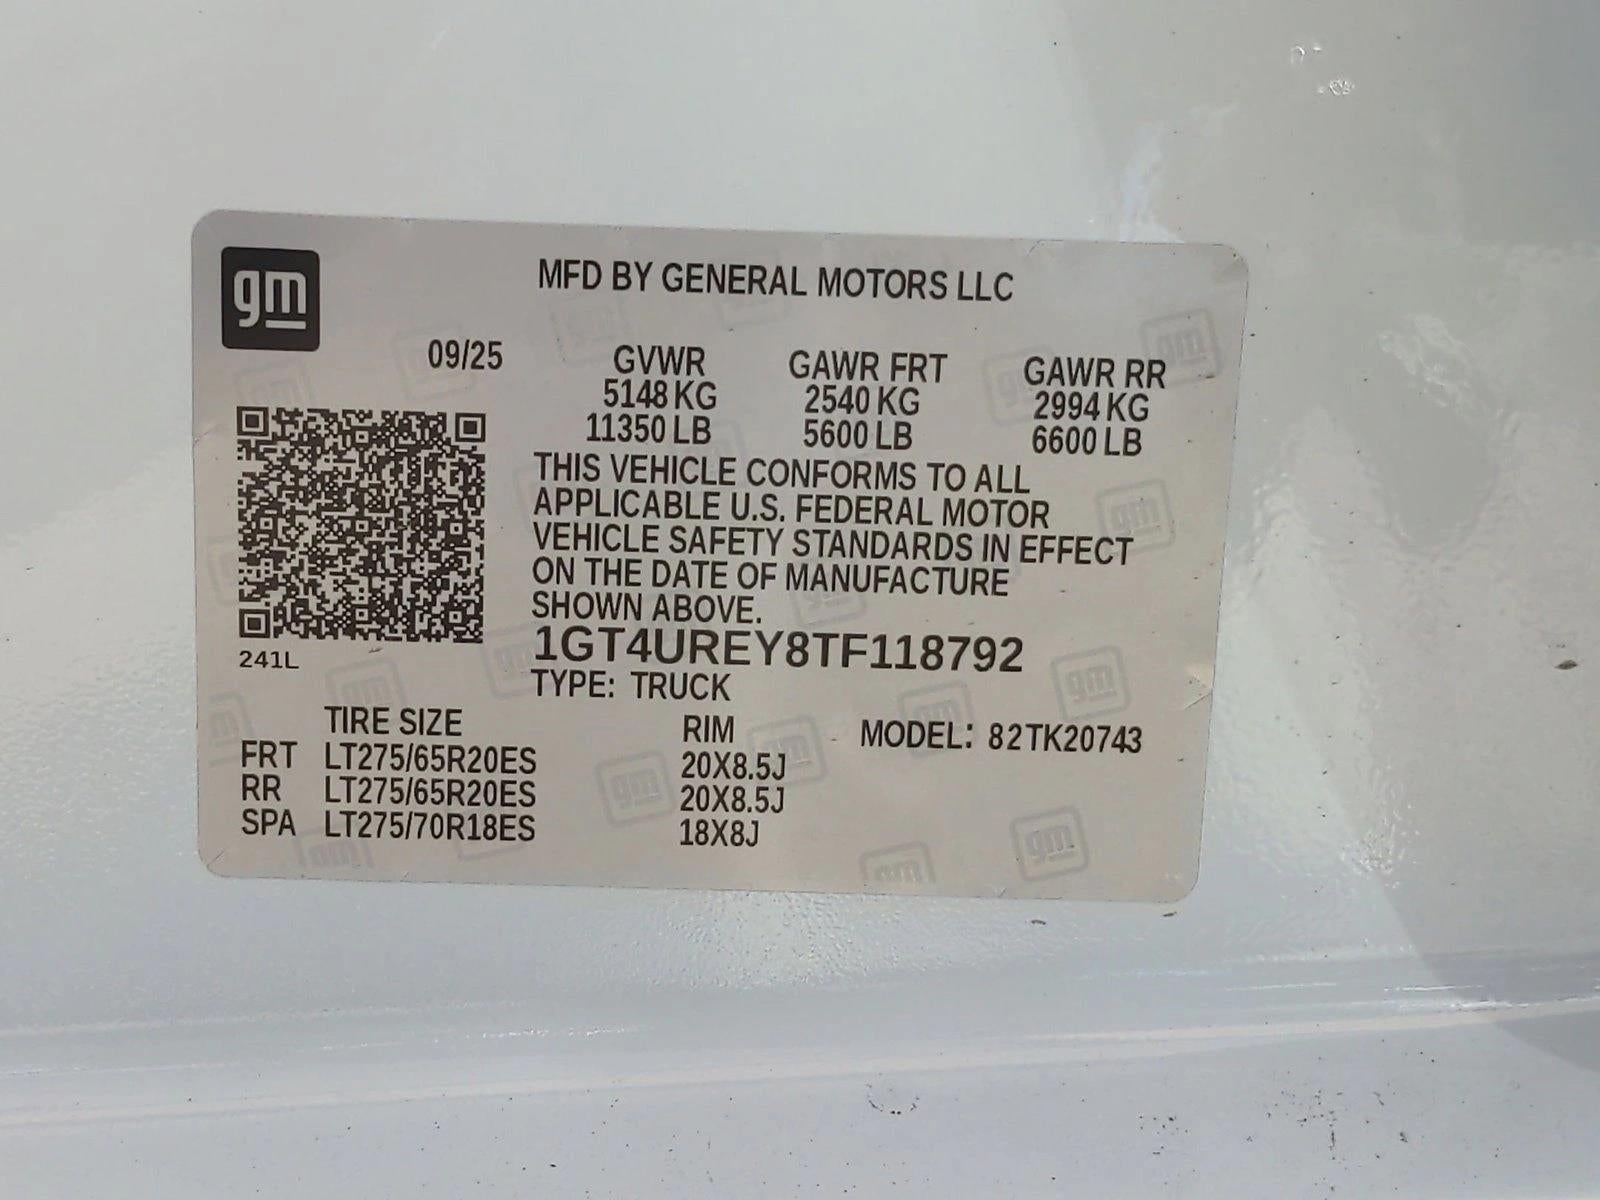 gm
MFD BY GENERAL MOTORS LLC
09/25 GVWR GAWR FRT GAWR RR
5148 KG 2540 KG 2994 KG
11350 LB 5600 LB 6600 LB
THIS VEHICLE CONFORMS TO ALL
APPLICABLE U.S. FEDERAL MOTOR
VEHICLE SAFETY STANDARDS IN EFFECT
ON THE DATE OF MANUFACTURE
SHOWN ABOVE.
241L
1GT4UREY8TF118792
TYPE: TRUCK
TIRE SIZE RIM MODEL: 82TK20743
FRT LT275/65R20ES 20X8.5J
RR LT275/65R20ES 20X8.5J
SPA LT275/70R18ES 18X8J